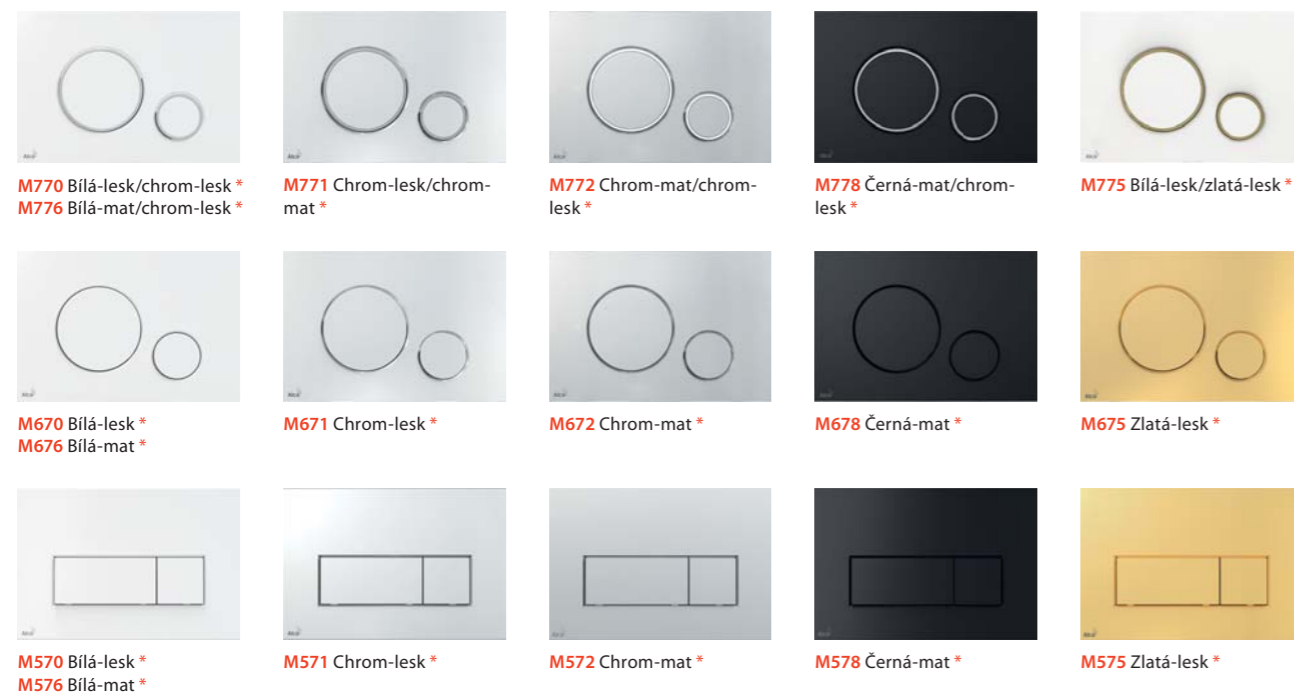 M770 Bílá-lesk/chrom-lesk *
M776 Bílá-mat/chrom-lesk *
M771 Chrom-lesk/chrom-
mat *
M772 Chrom-mat/chrom-
lesk *
M778 Černá-mat/chrom-
lesk *
M775 Bílá-lesk/zlatá-lesk *
M670 Bílá-lesk *
M676 Bílá-mat *
M671 Chrom-lesk *
M672 Chrom-mat *
M678 Černá-mat *
M675 Zlatá-lesk *
M570 Bílá-lesk *
M576 Bílá-mat *
M571 Chrom-lesk *
M572 Chrom-mat *
M578 Černá-mat *
M575 Zlatá-lesk *